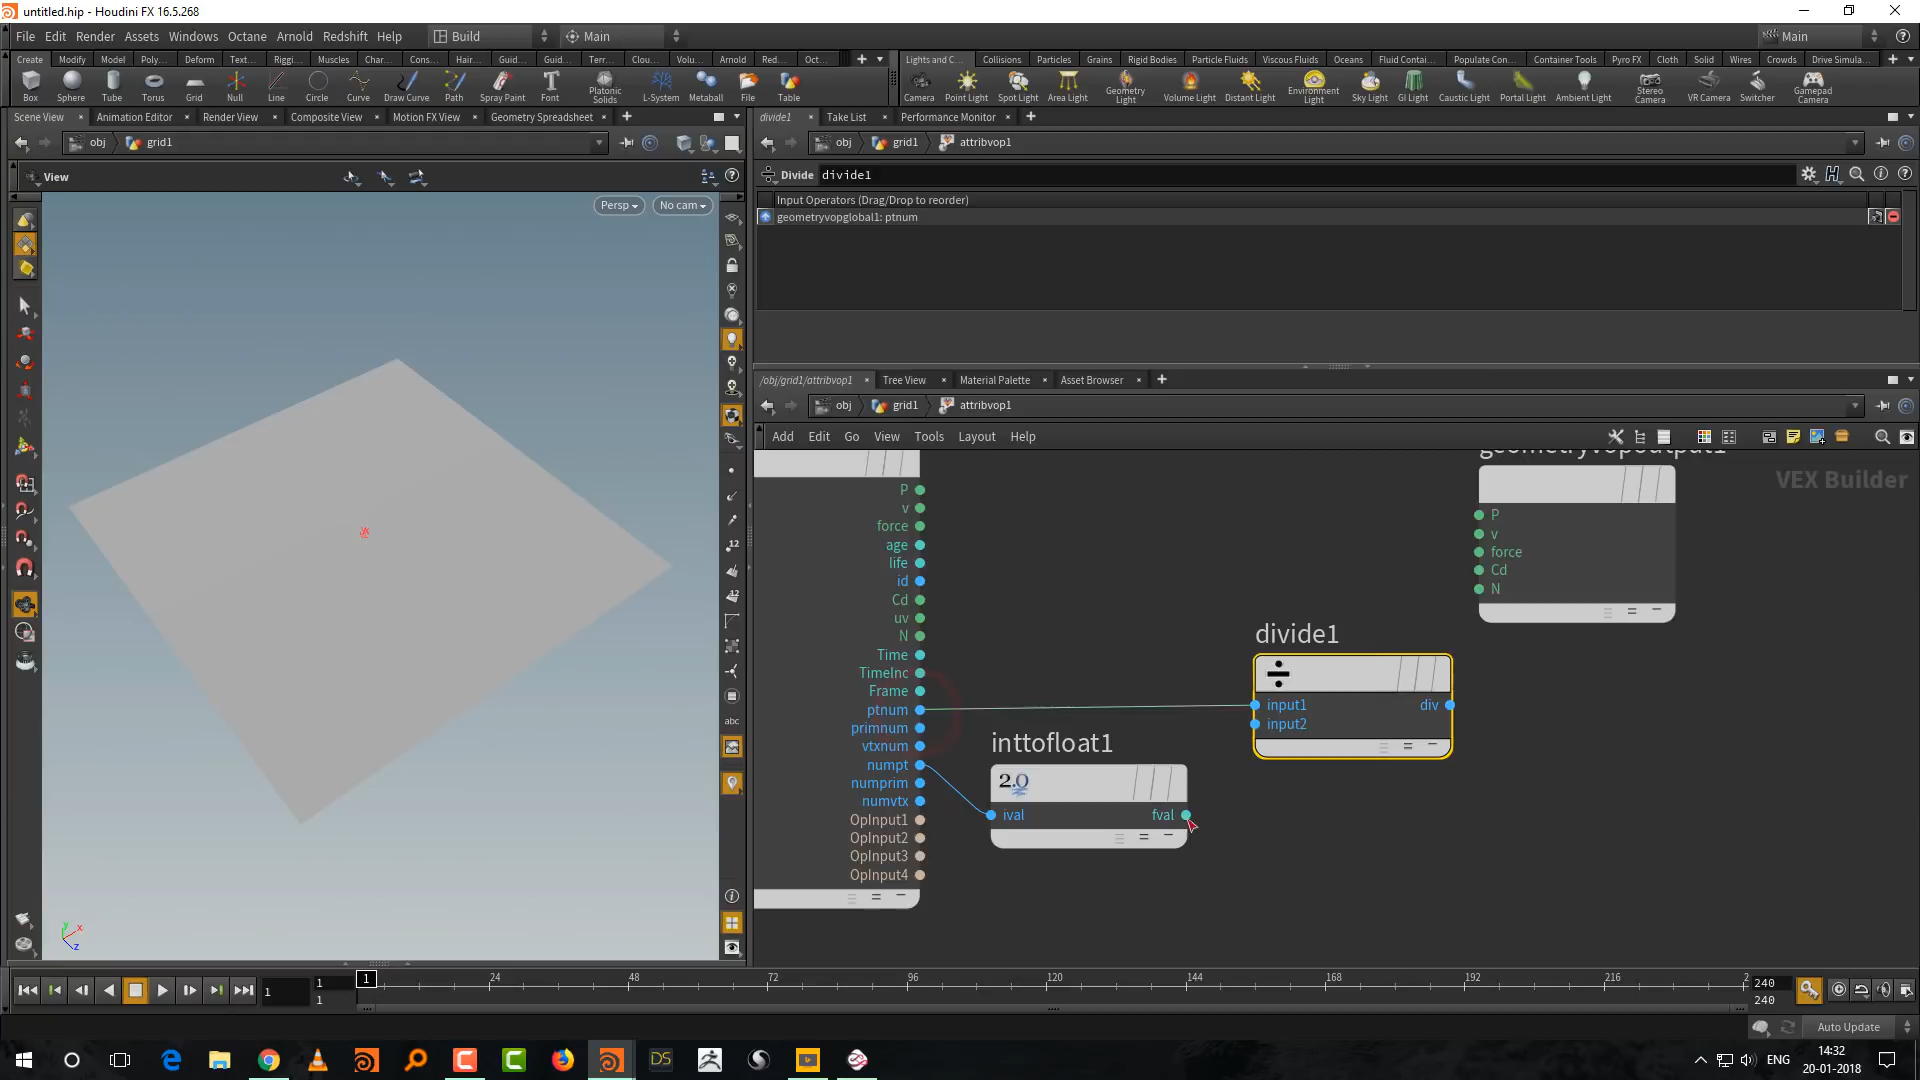 untitled.hip - Houdini FX 16.5.268
File Edit Render Assets Windows Octane Arnold Redshift Help Build Main Main
Create Modify Model Poly... Deform Text... Riggi... Muscles Char... Cons... Hair... Guid... Guid... Terr... Clou... Volu... Arnold Red... Oct...
Lights and C... Collisions Particles Grains Rigid Bodies Particle Fluids Viscous Fluids Oceans Fluid Contai... Populate Con... Container Tools Pyro FX Cloth Solid Wires Crowds Drive Simula...
Box Sphere Tube Torus Grid Null Line Circle Curve Draw Curve Path Spray Paint Font Platonic Solids L-System Metaball File Table
Camera Point Light Spot Light Area Light Geometry Light Volume Light Distant Light Environment Light Sky Light GI Light Caustic Light Portal Light Ambient Light Stereo Camera VR Camera Switcher Gamepad Camera
Scene View Animation Editor Render View Composite View Motion FX View Geometry Spreadsheet
divide1 Take List Performance Monitor
obj grid1
obj grid1 attribvop1
View
Divide divide1
Input Operators (Drag/Drop to reorder)
geometryvopglobal1: ptnum
Persp No cam
/obj/grid1/attribvop1 Tree View Material Palette Asset Browser
obj grid1 attribvop1
Add Edit Go View Tools Layout Help
VEX Builder
P
v
force
age
life
id
Cd
uv
N
Time
TimeInc
Frame
ptnum
primnum
vtxnum
numpt
numprim
numvtx
OpInput1
OpInput2
OpInput3
OpInput4
inttofloat1
2.0
ival fval
divide1
input1 div
input2
geometryvopoutput1
P
v
force
Cd
N
12
12
abc
y
x
z
1 1 1
1 24 48 72 96 120 144 168 192 216 2
240
240
Auto Update
DS
ENG
14:32
20-01-2018